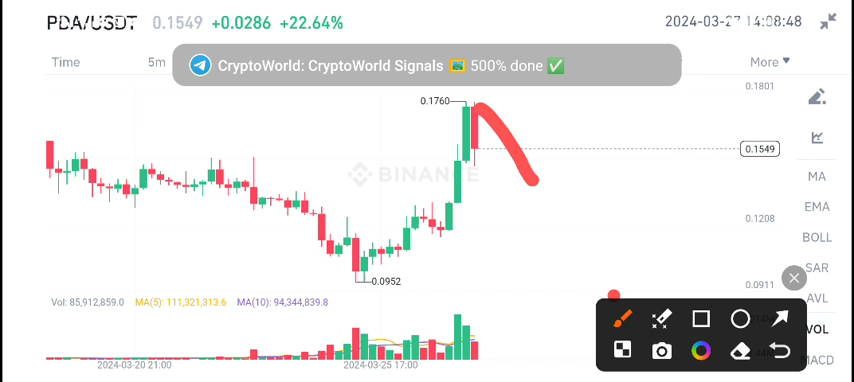 PDA/USDT 0.1549 +0.0286 +22.64% 2024-03-27 14:08:48
Time 5m More
CryptoWorld: CryptoWorld Signals 🖼️ 500% done ✅
0.1801
0.1760
0.1549
BINANCE
MA
EMA
0.1208
BOLL
SAR
0.0952
0.0911
AVL
Vol: 85,912,859.0 MA(5): 111,321,313.6 MA(10): 94,344,839.8
VOL
MACD
2024-03-20 21:00 2024-03-25 17:00